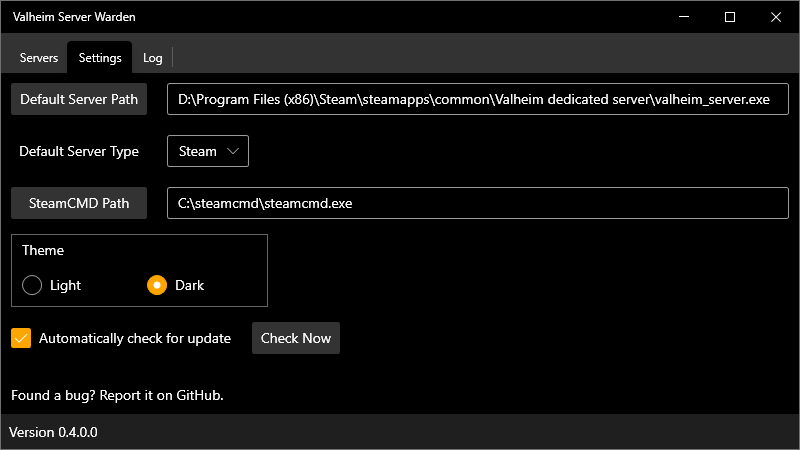 Valheim Server Warden
Servers Settings Log
Default Server Path D:\Program Files (x86)\Steam\steamapps\common\Valheim dedicated server\valheim_server.exe
Default Server Type Steam
SteamCMD Path C:\steamcmd\steamcmd.exe
Theme
Light Dark
Automatically check for update Check Now
Found a bug? Report it on GitHub.
Version 0.4.0.0